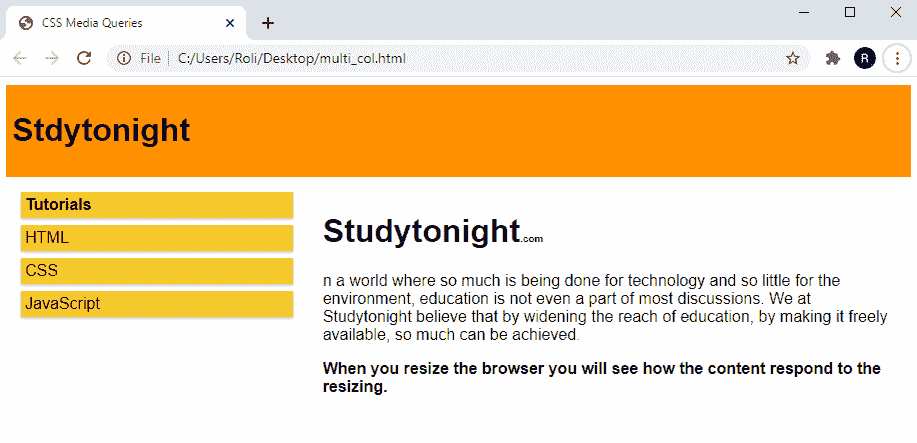 CSS Media Queries
File
C:/Users/Roli/Desktop/multi_col.html
R
Stdytonight
Tutorials
HTML
CSS
JavaScript
Studytonight.com
n a world where so much is being done for technology and so little for the
environment, education is not even a part of most discussions. We at
Studytonight believe that by widening the reach of education, by making it freely
available, so much can be achieved.
When you resize the browser you will see how the content respond to the
resizing.